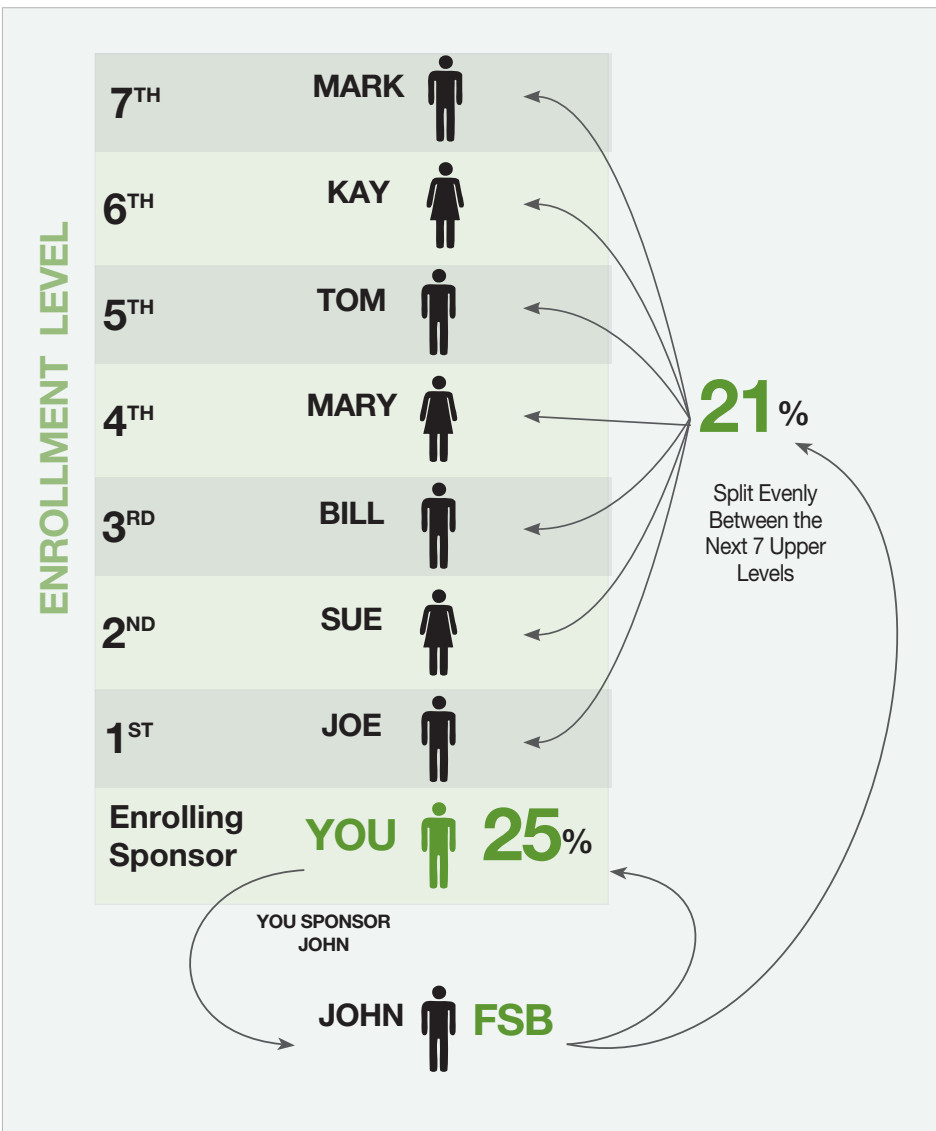 ENROLLMENT LEVEL
7TH MARK
6TH KAY
5TH TOM
4TH MARY
3RD BILL
2ND SUE
1ST JOE
21%
Split Evenly
Between the
Next 7 Upper
Levels
Enrolling
Sponsor
YOU 25%
YOU SPONSOR
JOHN
JOHN FSB